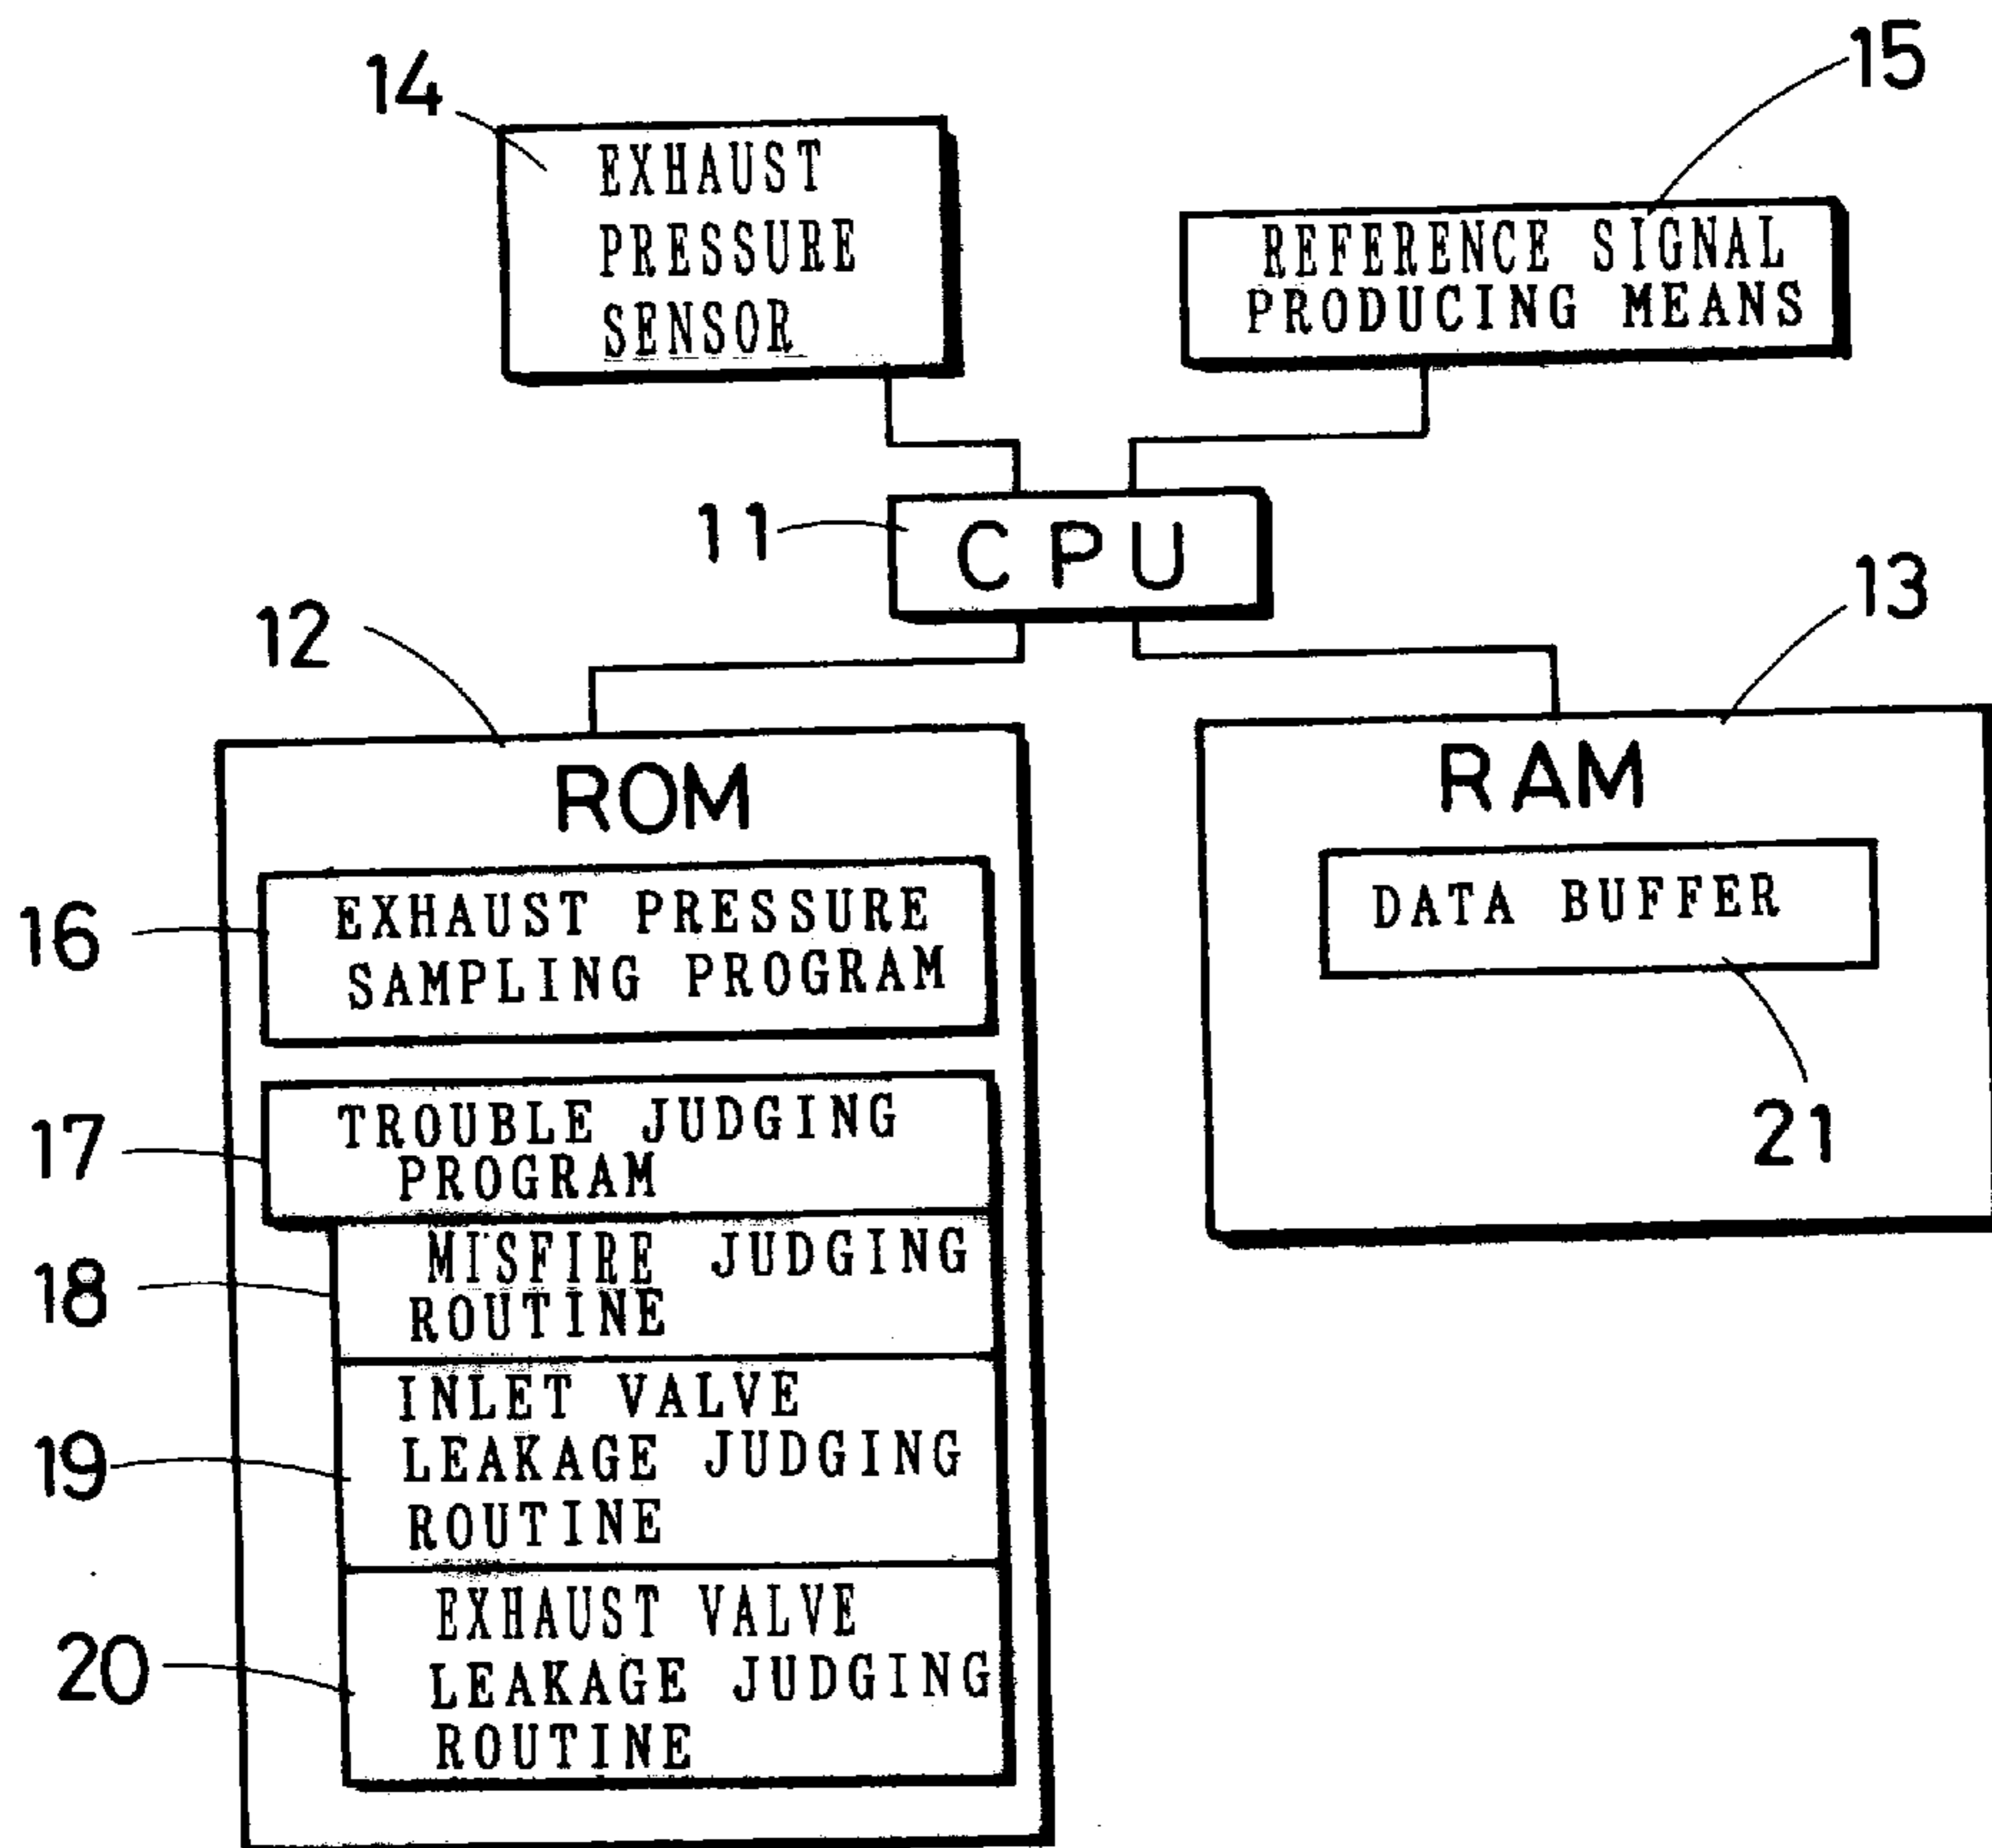 14
EXHAUST
PRESSURE
SENSOR
15
REFERENCE SIGNAL
PRODUCING MEANS
11
CPU
12
ROM
16
EXHAUST PRESSURE
SAMPLING PROGRAM
17
TROUBLE JUDGING
PROGRAM
18
MISFIRE JUDGING
ROUTINE
19
INLET VALVE
LEAKAGE JUDGING
ROUTINE
20
EXHAUST VALVE
LEAKAGE JUDGING
ROUTINE
13
RAM
DATA BUFFER
21